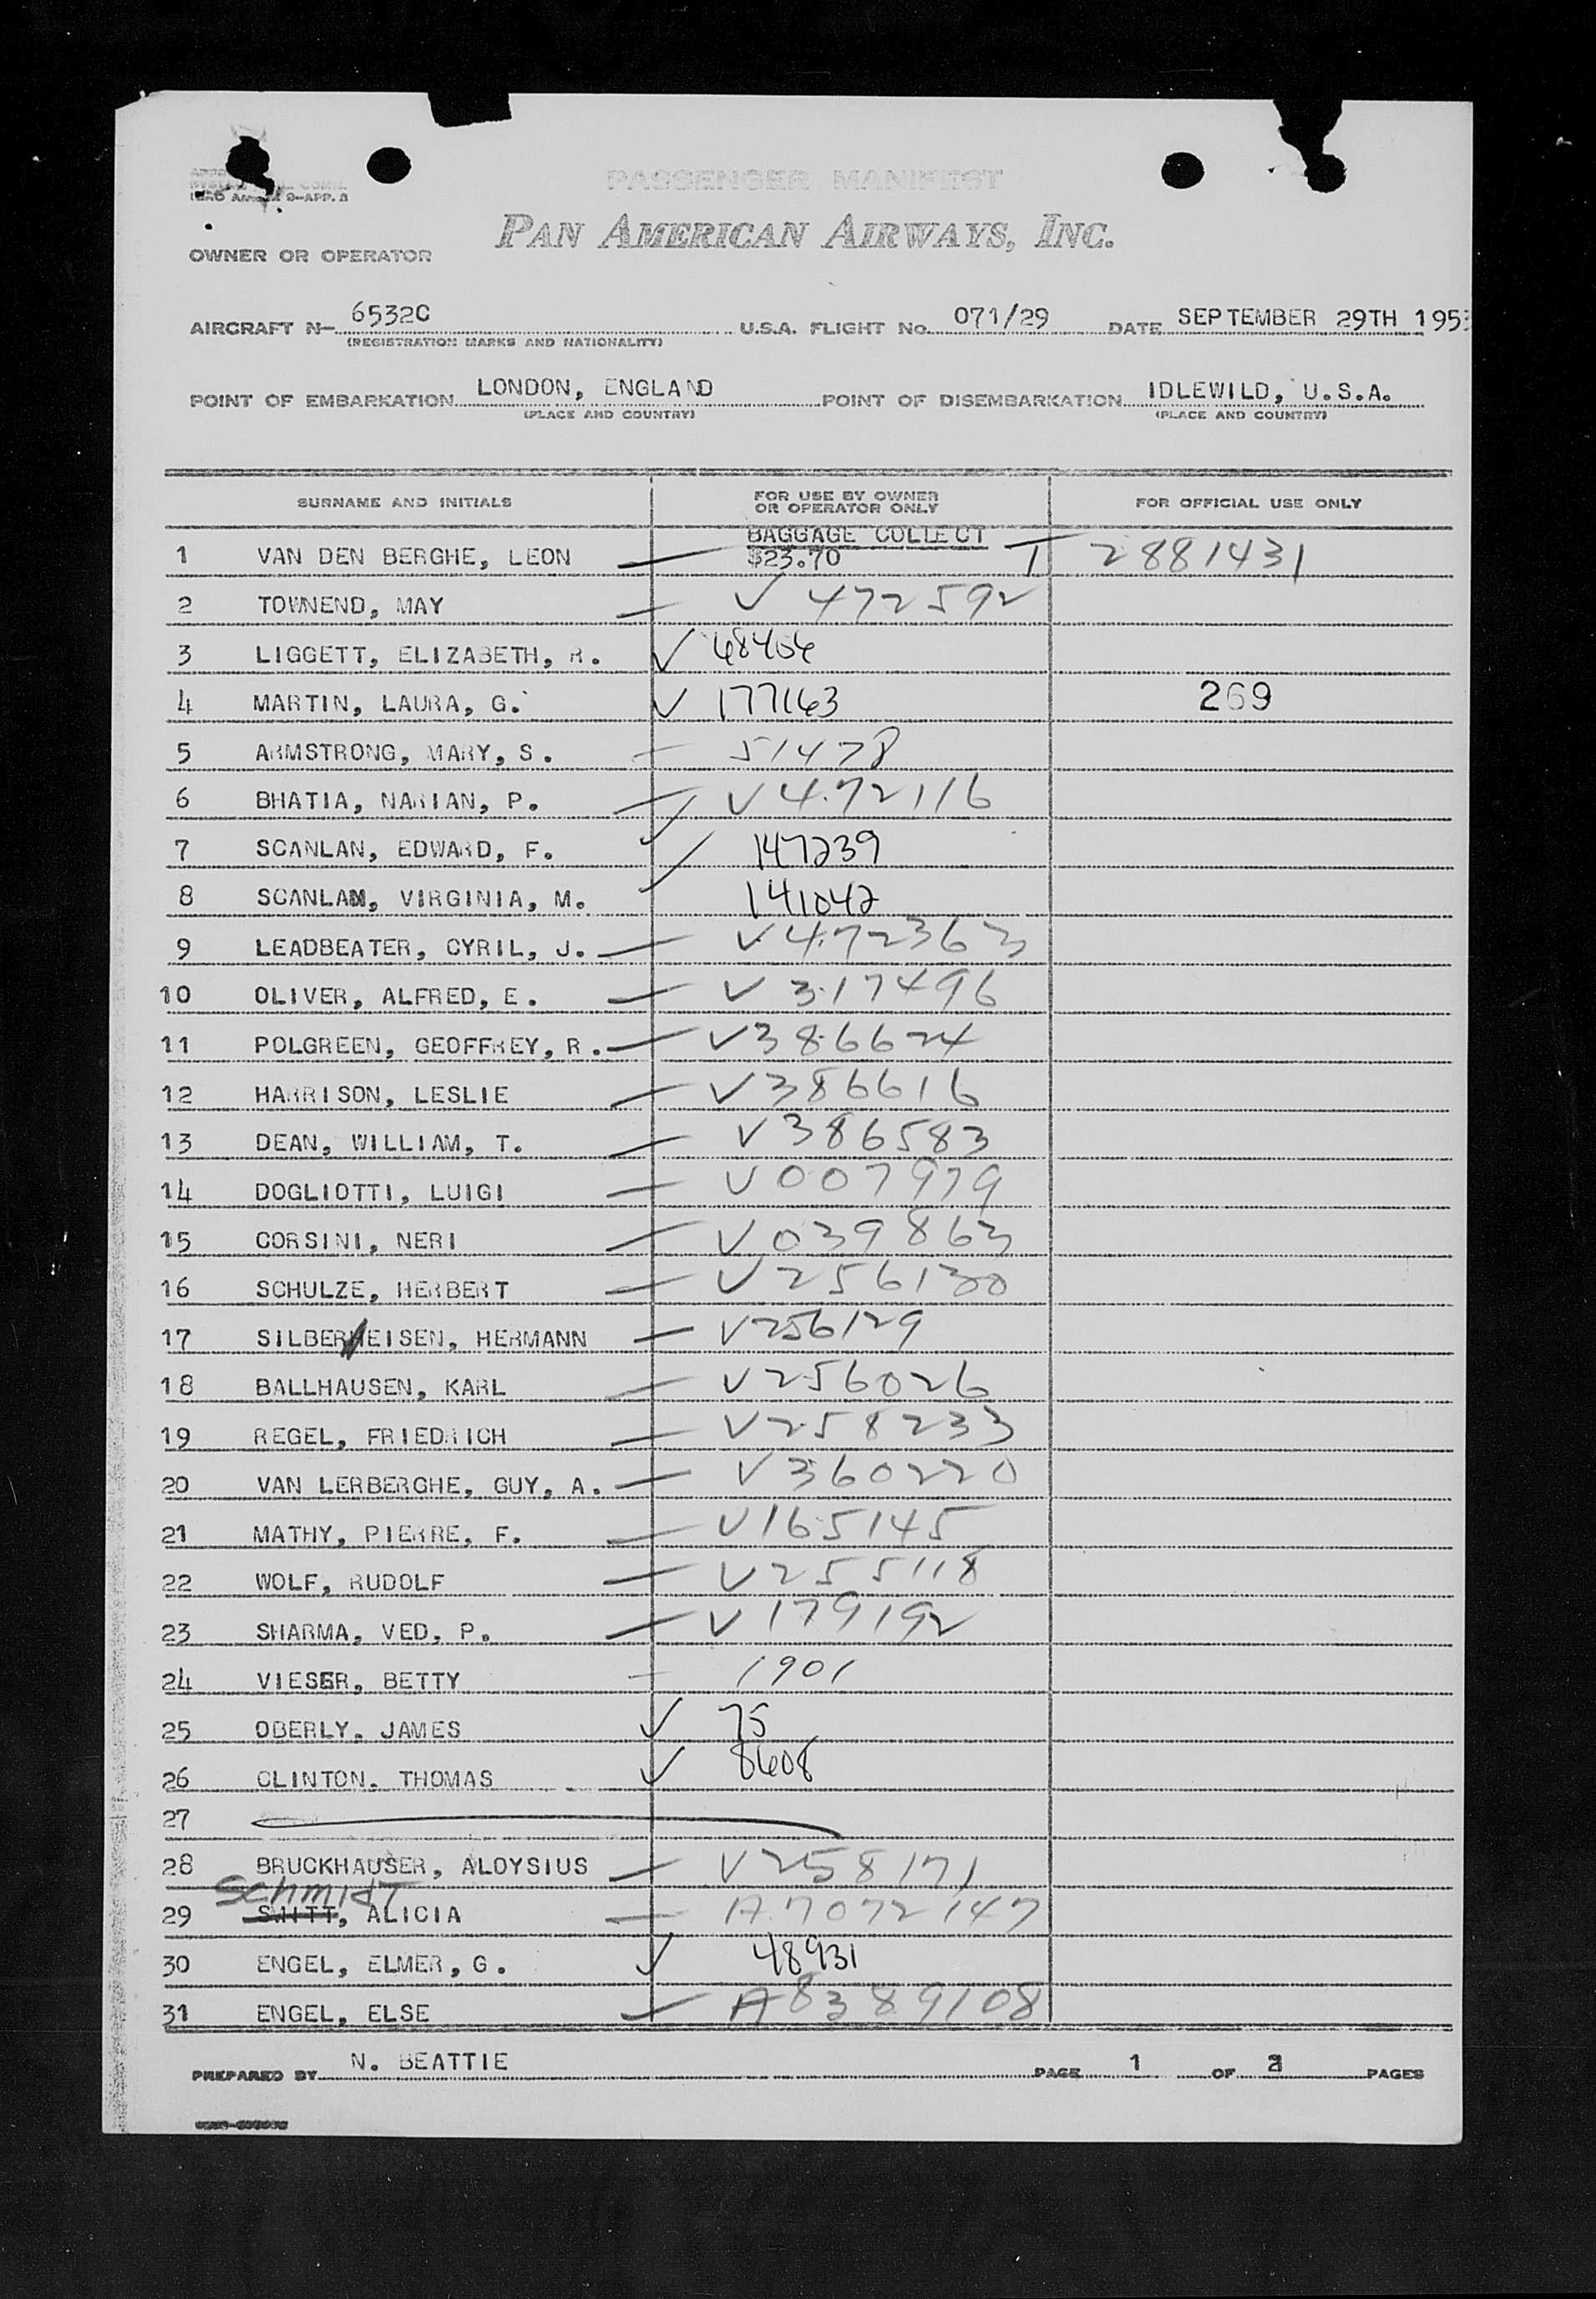 PASSENGER MANIFEST
PAN AMERICAN AIRWAYS, INC.
OWNER OR OPERATOR
AIRCRAFT N- 6532C U.S.A. FLIGHT No. 071/29 DATE SEPTEMBER 29TH 195
(REGISTRATION MARKS AND NATIONALITY)
POINT OF EMBARKATION LONDON, ENGLAND POINT OF DISEMBARKATION IDLEWILD, U.S.A.
(PLACE AND COUNTRY) (PLACE AND COUNTRY)
SURNAME AND INITIALS FOR USE BY OWNER OR OPERATOR ONLY FOR OFFICIAL USE ONLY
BAGGAGE COLLECT
1 VAN DEN BERGHE, LEON — $23.70 T 2881431
2 TOWNEND, MAY — V 472592
3 LIGGETT, ELIZABETH, R. ✓ 48406
4 MARTIN, LAURA, G. ✓ 177163 269
5 ARMSTRONG, MARY, S. — 51478
6 BHATIA, NARIAN, P. — V 472116
7 SCANLAN, EDWARD, F. ✓ 147239
8 SCANLAN, VIRGINIA, M. ✓ 141042
9 LEADBEATER, CYRIL, J. — V 472363
10 OLIVER, ALFRED, E. — V 317496
11 POLGREEN, GEOFFREY, R. — V 386624
12 HARRISON, LESLIE — V 386616
13 DEAN, WILLIAM, T. — V 386583
14 DOGLIOTTI, LUIGI — V 007979
15 CORSINI, NERI — V 039863
16 SCHULZE, HERBERT — V 256130
17 SILBEREISEN, HERMANN — V 256129
18 BALLHAUSEN, KARL — V 256026
19 REGEL, FRIEDRICH — V 258233
20 VAN LERBERGHE, GUY, A. — V 360220
21 MATHY, PIERRE, F. — V 165145
22 WOLF, RUDOLF — V 255118
23 SHARMA, VED, P. — V 179192
24 VIESER, BETTY — 1901
25 OBERLY, JAMES ✓ 75
26 CLINTON, THOMAS ✓ 8608
27
28 BRUCKHAUSER, ALOYSIUS — V 258171
SCHMIDT
29 SMITT, ALICIA — A 7072147
30 ENGEL, ELMER, G. ✓ 48931
31 ENGEL, ELSE — A 8389108
PREPARED BY N. BEATTIE PAGE 1 OF PAGES